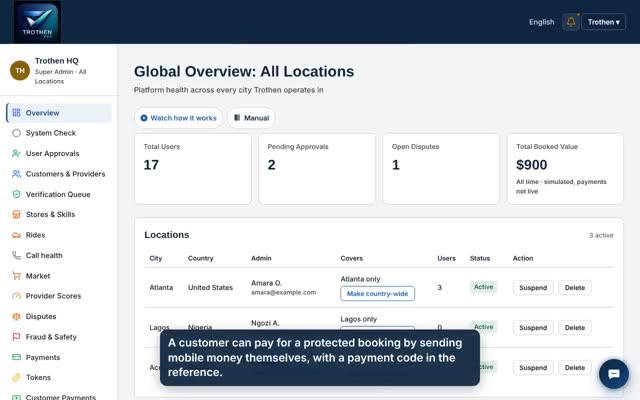 TROTHEN
English
Trothen ▾
TH
Trothen HQ
Super Admin · All
Locations
Overview
System Check
User Approvals
Customers & Providers
Verification Queue
Stores & Skills
Rides
Call health
Market
Provider Scores
Disputes
Fraud & Safety
Payments
Tokens
Customer Payments
Global Overview: All Locations
Platform health across every city Trothen operates in
Watch how it works
Manual
Total Users
17
Pending Approvals
2
Open Disputes
1
Total Booked Value
$900
All time · simulated, payments
not live
Locations
3 active
City Country Admin Covers Users Status Action
Atlanta United States Amara O. amara@example.com Atlanta only Make country-wide 3 Active Suspend Delete
Lagos Nigeria Ngozi A. Lagos only 0 Active Suspend Delete
Active Suspend Delete
A customer can pay for a protected booking by sending
mobile money themselves, with a payment code in the
reference.